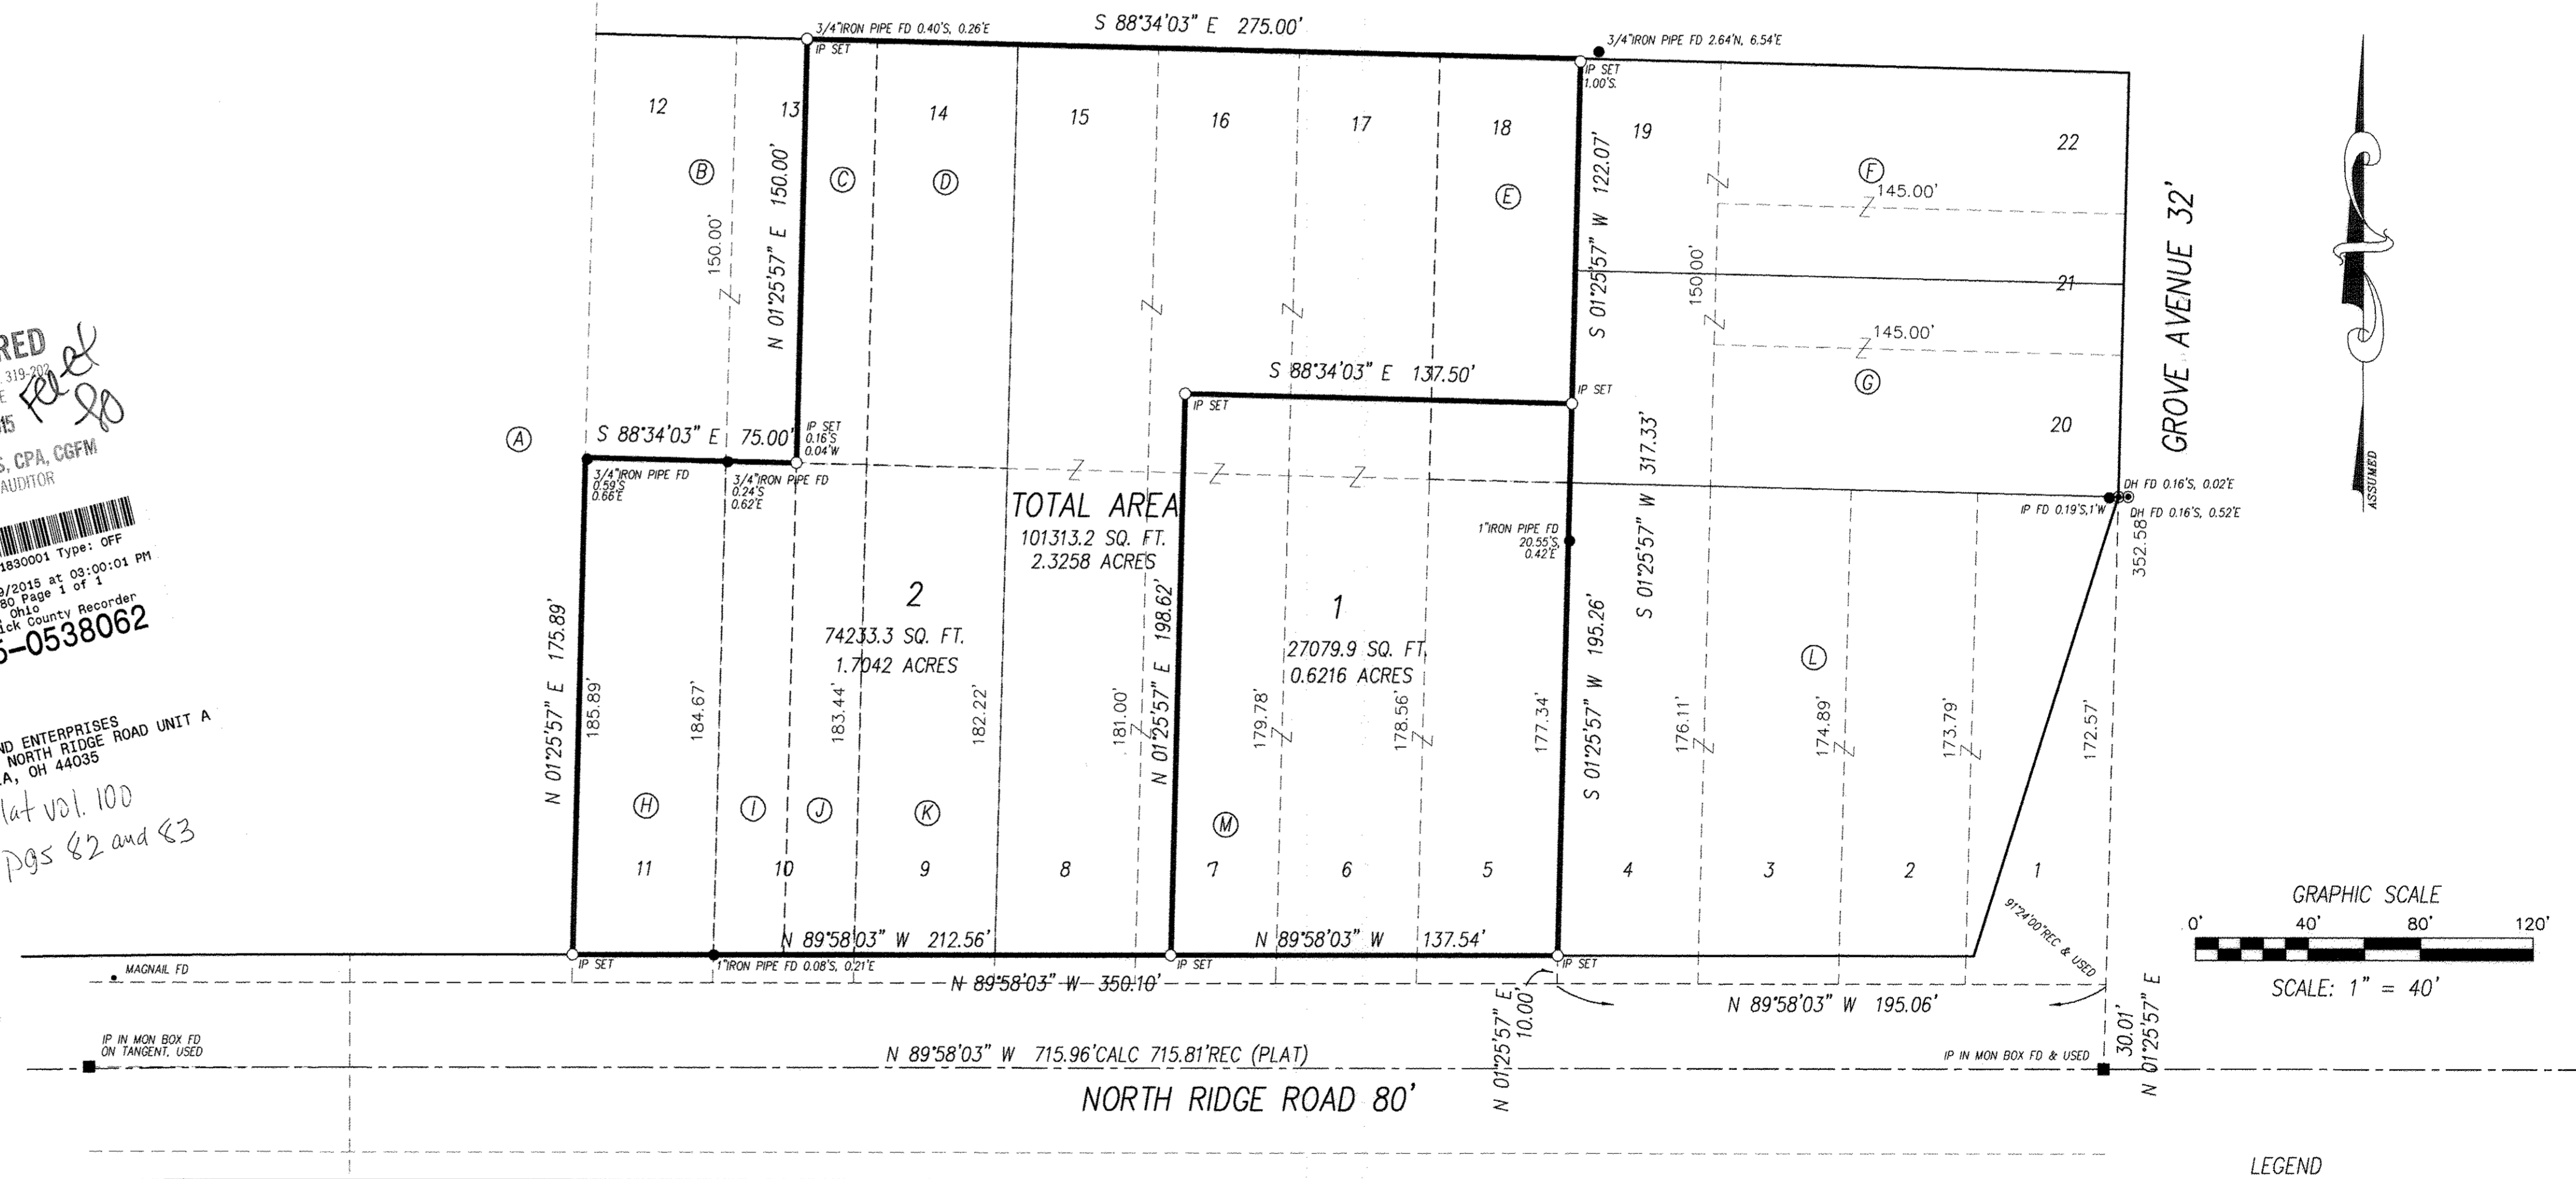 S 88°34'03" E 275.00'
3/4"IRON PIPE FD 0.40'S, 0.26'E
IP SET
3/4"IRON PIPE FD 2.64'N, 6.54'E
IP SET
1.00'S.
12
13
14
15
16
17
18
19
22
B
C
D
E
F
145.00'
150.00'
N 01°25'57" E 150.00'
S 01°25'57" W 122.07'
150.00'
21
145.00'
G
20
GROVE AVENUE 32'
ASSUMED
S 88°34'03" E 137.50'
IP SET
IP SET
A
S 88°34'03" E 75.00'
IP SET
0.16'S
0.04'W
3/4"IRON PIPE FD
0.59'S
0.66'E
3/4"IRON PIPE FD
0.24'S
0.62'E
S 01°25'57" W 317.33'
DH FD 0.16'S, 0.02'E
IP FD 0.19'S,1'W
DH FD 0.16'S, 0.52'E
352.58'
TOTAL AREA
101313.2 SQ. FT.
2.3258 ACRES
1"IRON PIPE FD
20.55'S,
0.42'E
2
74233.3 SQ. FT.
1.7042 ACRES
1
27079.9 SQ. FT.
0.6216 ACRES
N 01°25'57" E 175.89'
185.89'
184.67'
183.44'
182.22'
181.00'
N 01°25'57" E 198.62'
179.78'
178.56'
177.34'
S 01°25'57" W 195.26'
176.11'
174.89'
173.79'
172.57'
L
H
I
J
K
M
11
10
9
8
7
6
5
4
3
2
1
N 89°58'03" W 212.56'
N 89°58'03" W 137.54'
91°24'00"REC & USED
IP SET
1"IRON PIPE FD 0.08'S, 0.21'E
IP SET
IP SET
MAGNAIL FD
N 89°58'03" W 350.10'
N 01°25'57" E
10.00'
N 89°58'03" W 195.06'
30.01'
N 01°25'57" E
IP IN MON BOX FD
ON TANGENT, USED
N 89°58'03" W 715.96'CALC 715.81'REC (PLAT)
IP IN MON BOX FD & USED
NORTH RIDGE ROAD 80'
GRAPHIC SCALE
0' 40' 80' 120'
SCALE: 1" = 40'
LEGEND
RED
319-202
E
15
S, CPA, CGFM
AUDITOR
1830001 Type: OFF
9/2015 at 03:00:01 PM
80 Page 1 of 1
Ohio
ick County Recorder
5-0538062
ND ENTERPRISES
NORTH RIDGE ROAD UNIT A
A, OH 44035
lat vol. 100
pgs 82 and 83